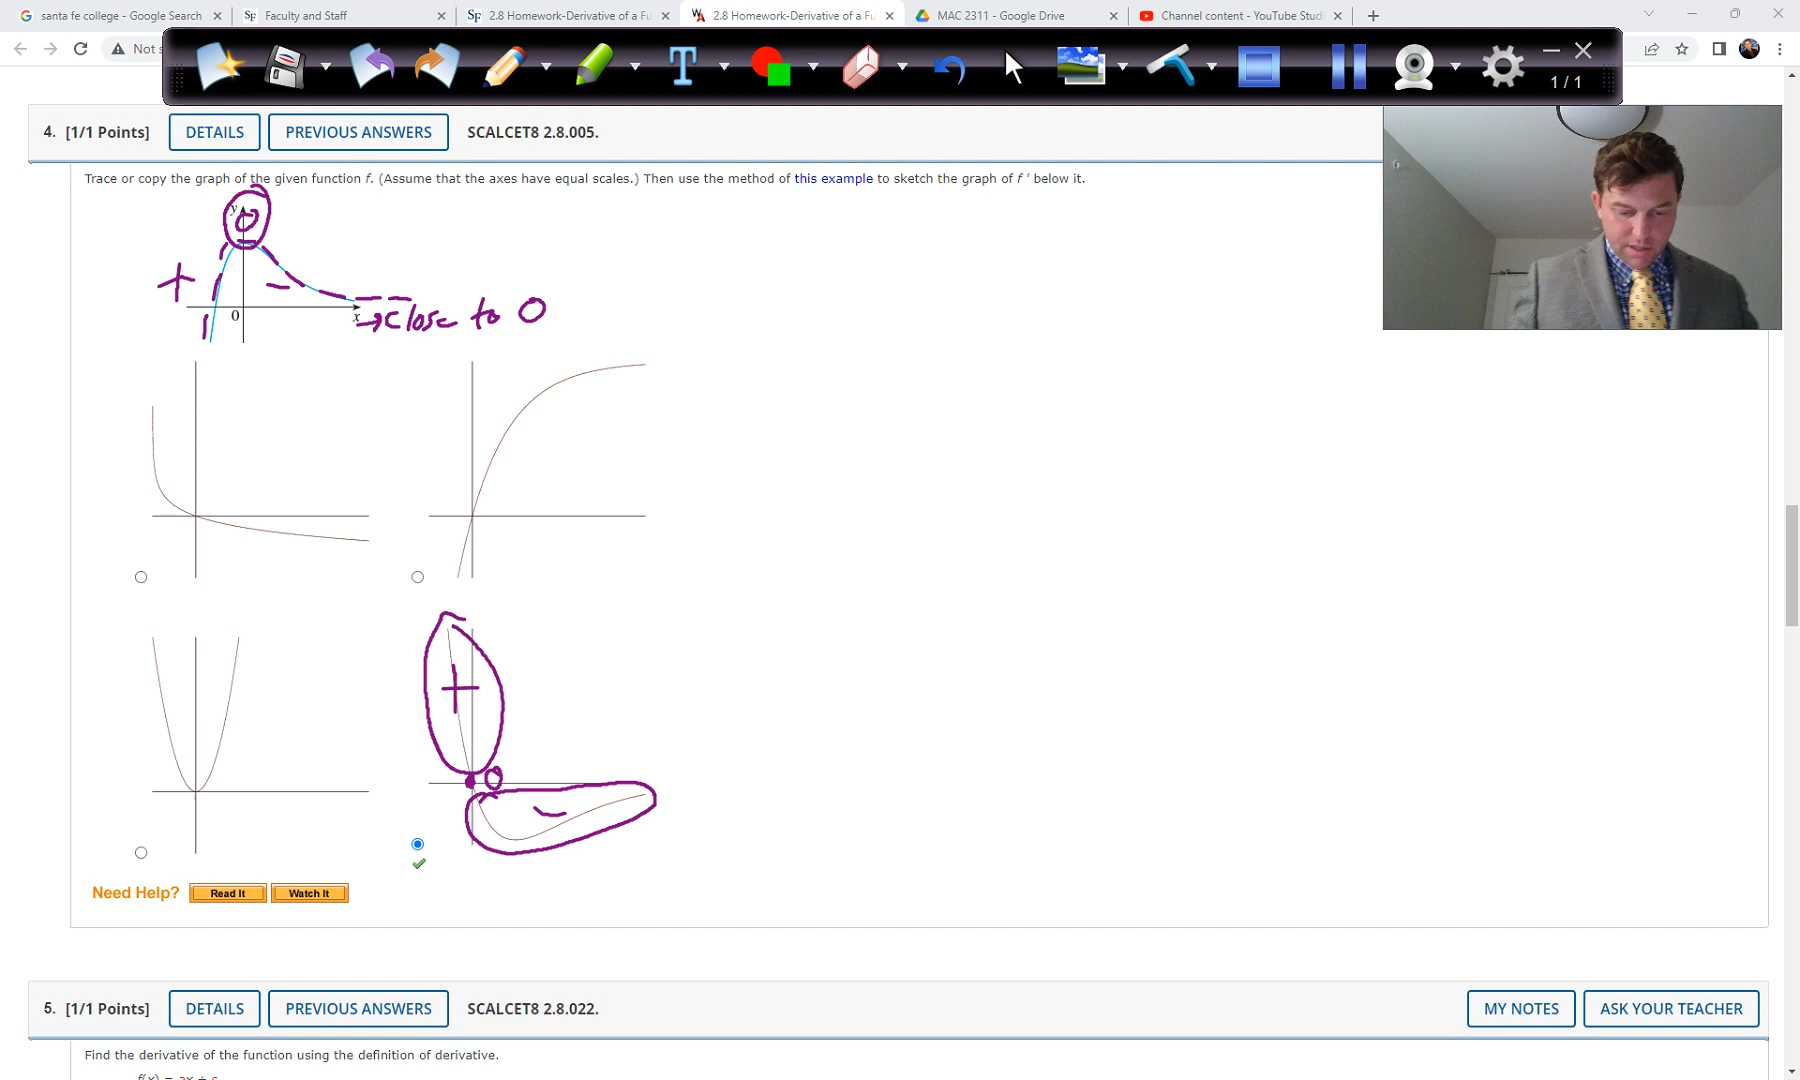 santa fe college - Google Search
Faculty and Staff
2.8 Homework-Derivative of a Fu
2.8 Homework-Derivative of a Fu
MAC 2311 - Google Drive
Channel content - YouTube Studi
Not s
T
1 / 1
4. [1/1 Points] DETAILS PREVIOUS ANSWERS SCALCET8 2.8.005.
Trace or copy the graph of the given function f. (Assume that the axes have equal scales.) Then use the method of this example to sketch the graph of f ' below it.
y
0
+
−
0
x
→ close to 0
+
0
−
Need Help? Read It Watch It
5. [1/1 Points] DETAILS PREVIOUS ANSWERS SCALCET8 2.8.022. MY NOTES ASK YOUR TEACHER
Find the derivative of the function using the definition of derivative.